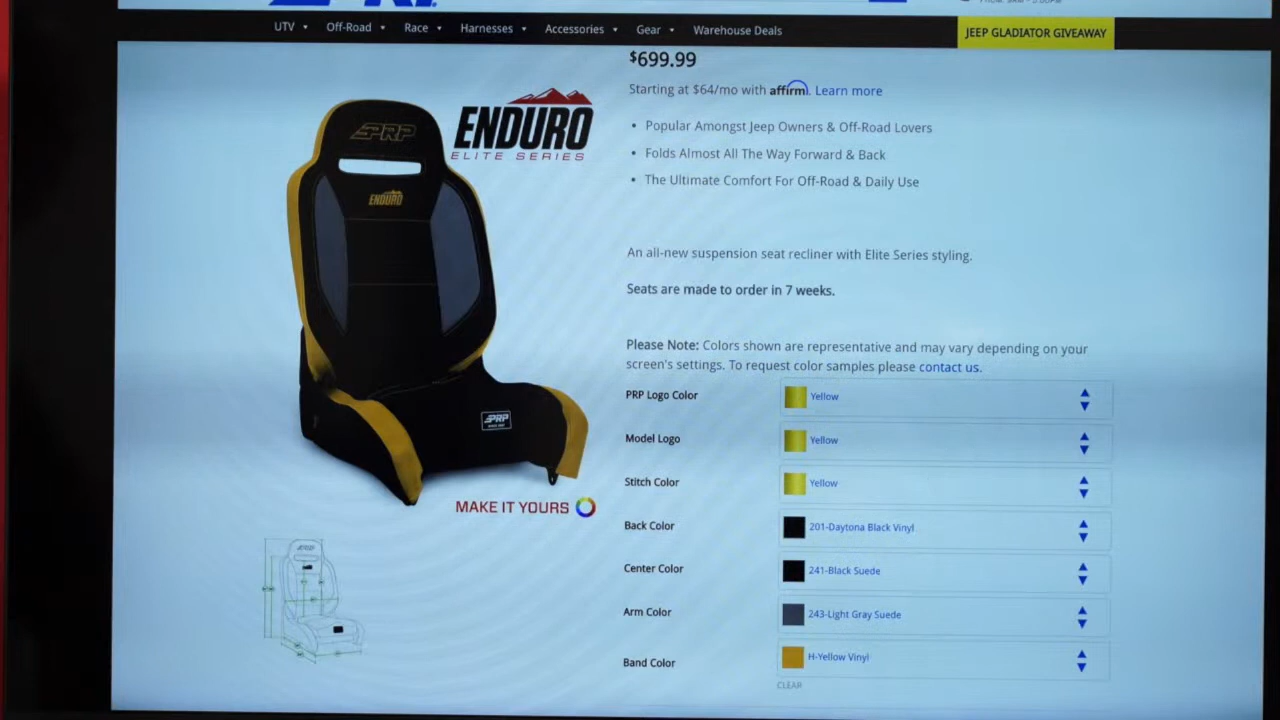 UTV Off-Road Race Harnesses Accessories Gear Warehouse Deals
JEEP GLADIATOR GIVEAWAY
$699.99
Starting at $64/mo with affirm. Learn more
• Popular Amongst Jeep Owners & Off-Road Lovers
• Folds Almost All The Way Forward & Back
• The Ultimate Comfort For Off-Road & Daily Use
An all-new suspension seat recliner with Elite Series styling.
Seats are made to order in 7 weeks.
Please Note: Colors shown are representative and may vary depending on your
screen's settings. To request color samples please contact us.
PRP Logo Color Yellow
Model Logo Yellow
Stitch Color Yellow
Back Color 201-Daytona Black Vinyl
Center Color 241-Black Suede
Arm Color 243-Light Gray Suede
Band Color H-Yellow Vinyl
CLEAR
ENDURO
ELITE SERIES
PRP
ENDURO
PRP
MAKE IT YOURS